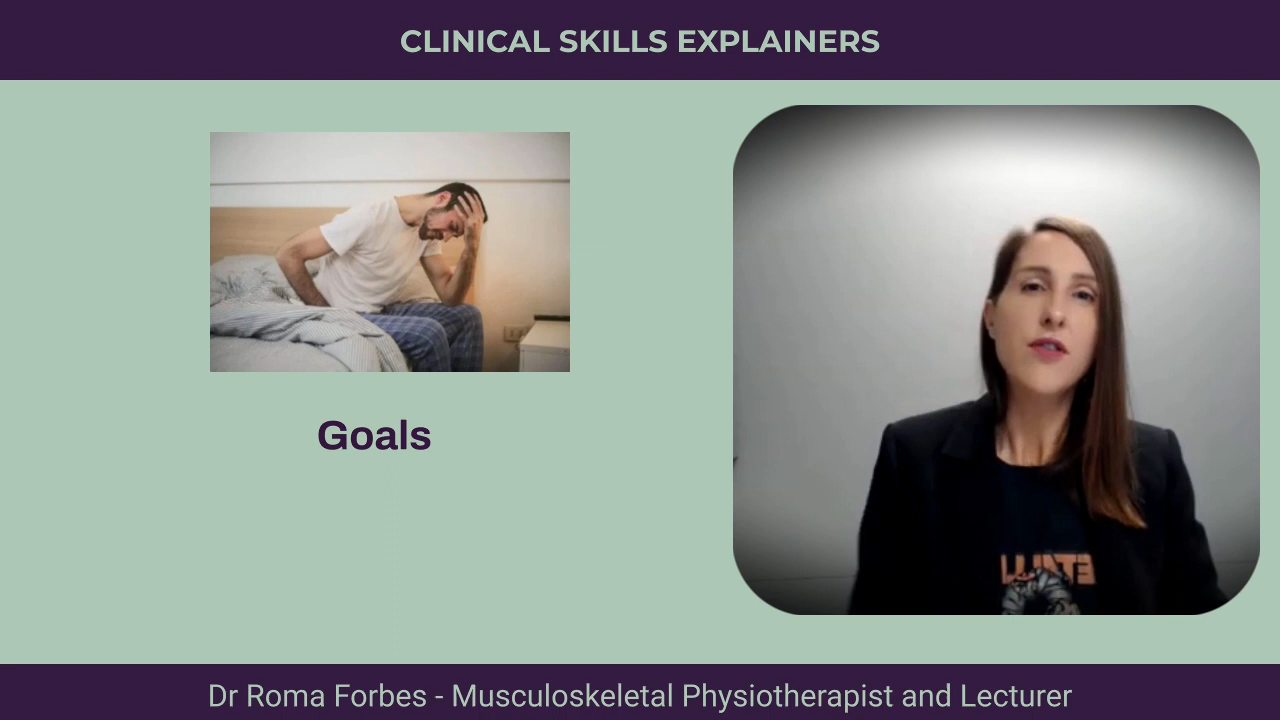 CLINICAL SKILLS EXPLAINERS
Goals
Dr Roma Forbes - Musculoskeletal Physiotherapist and Lecturer